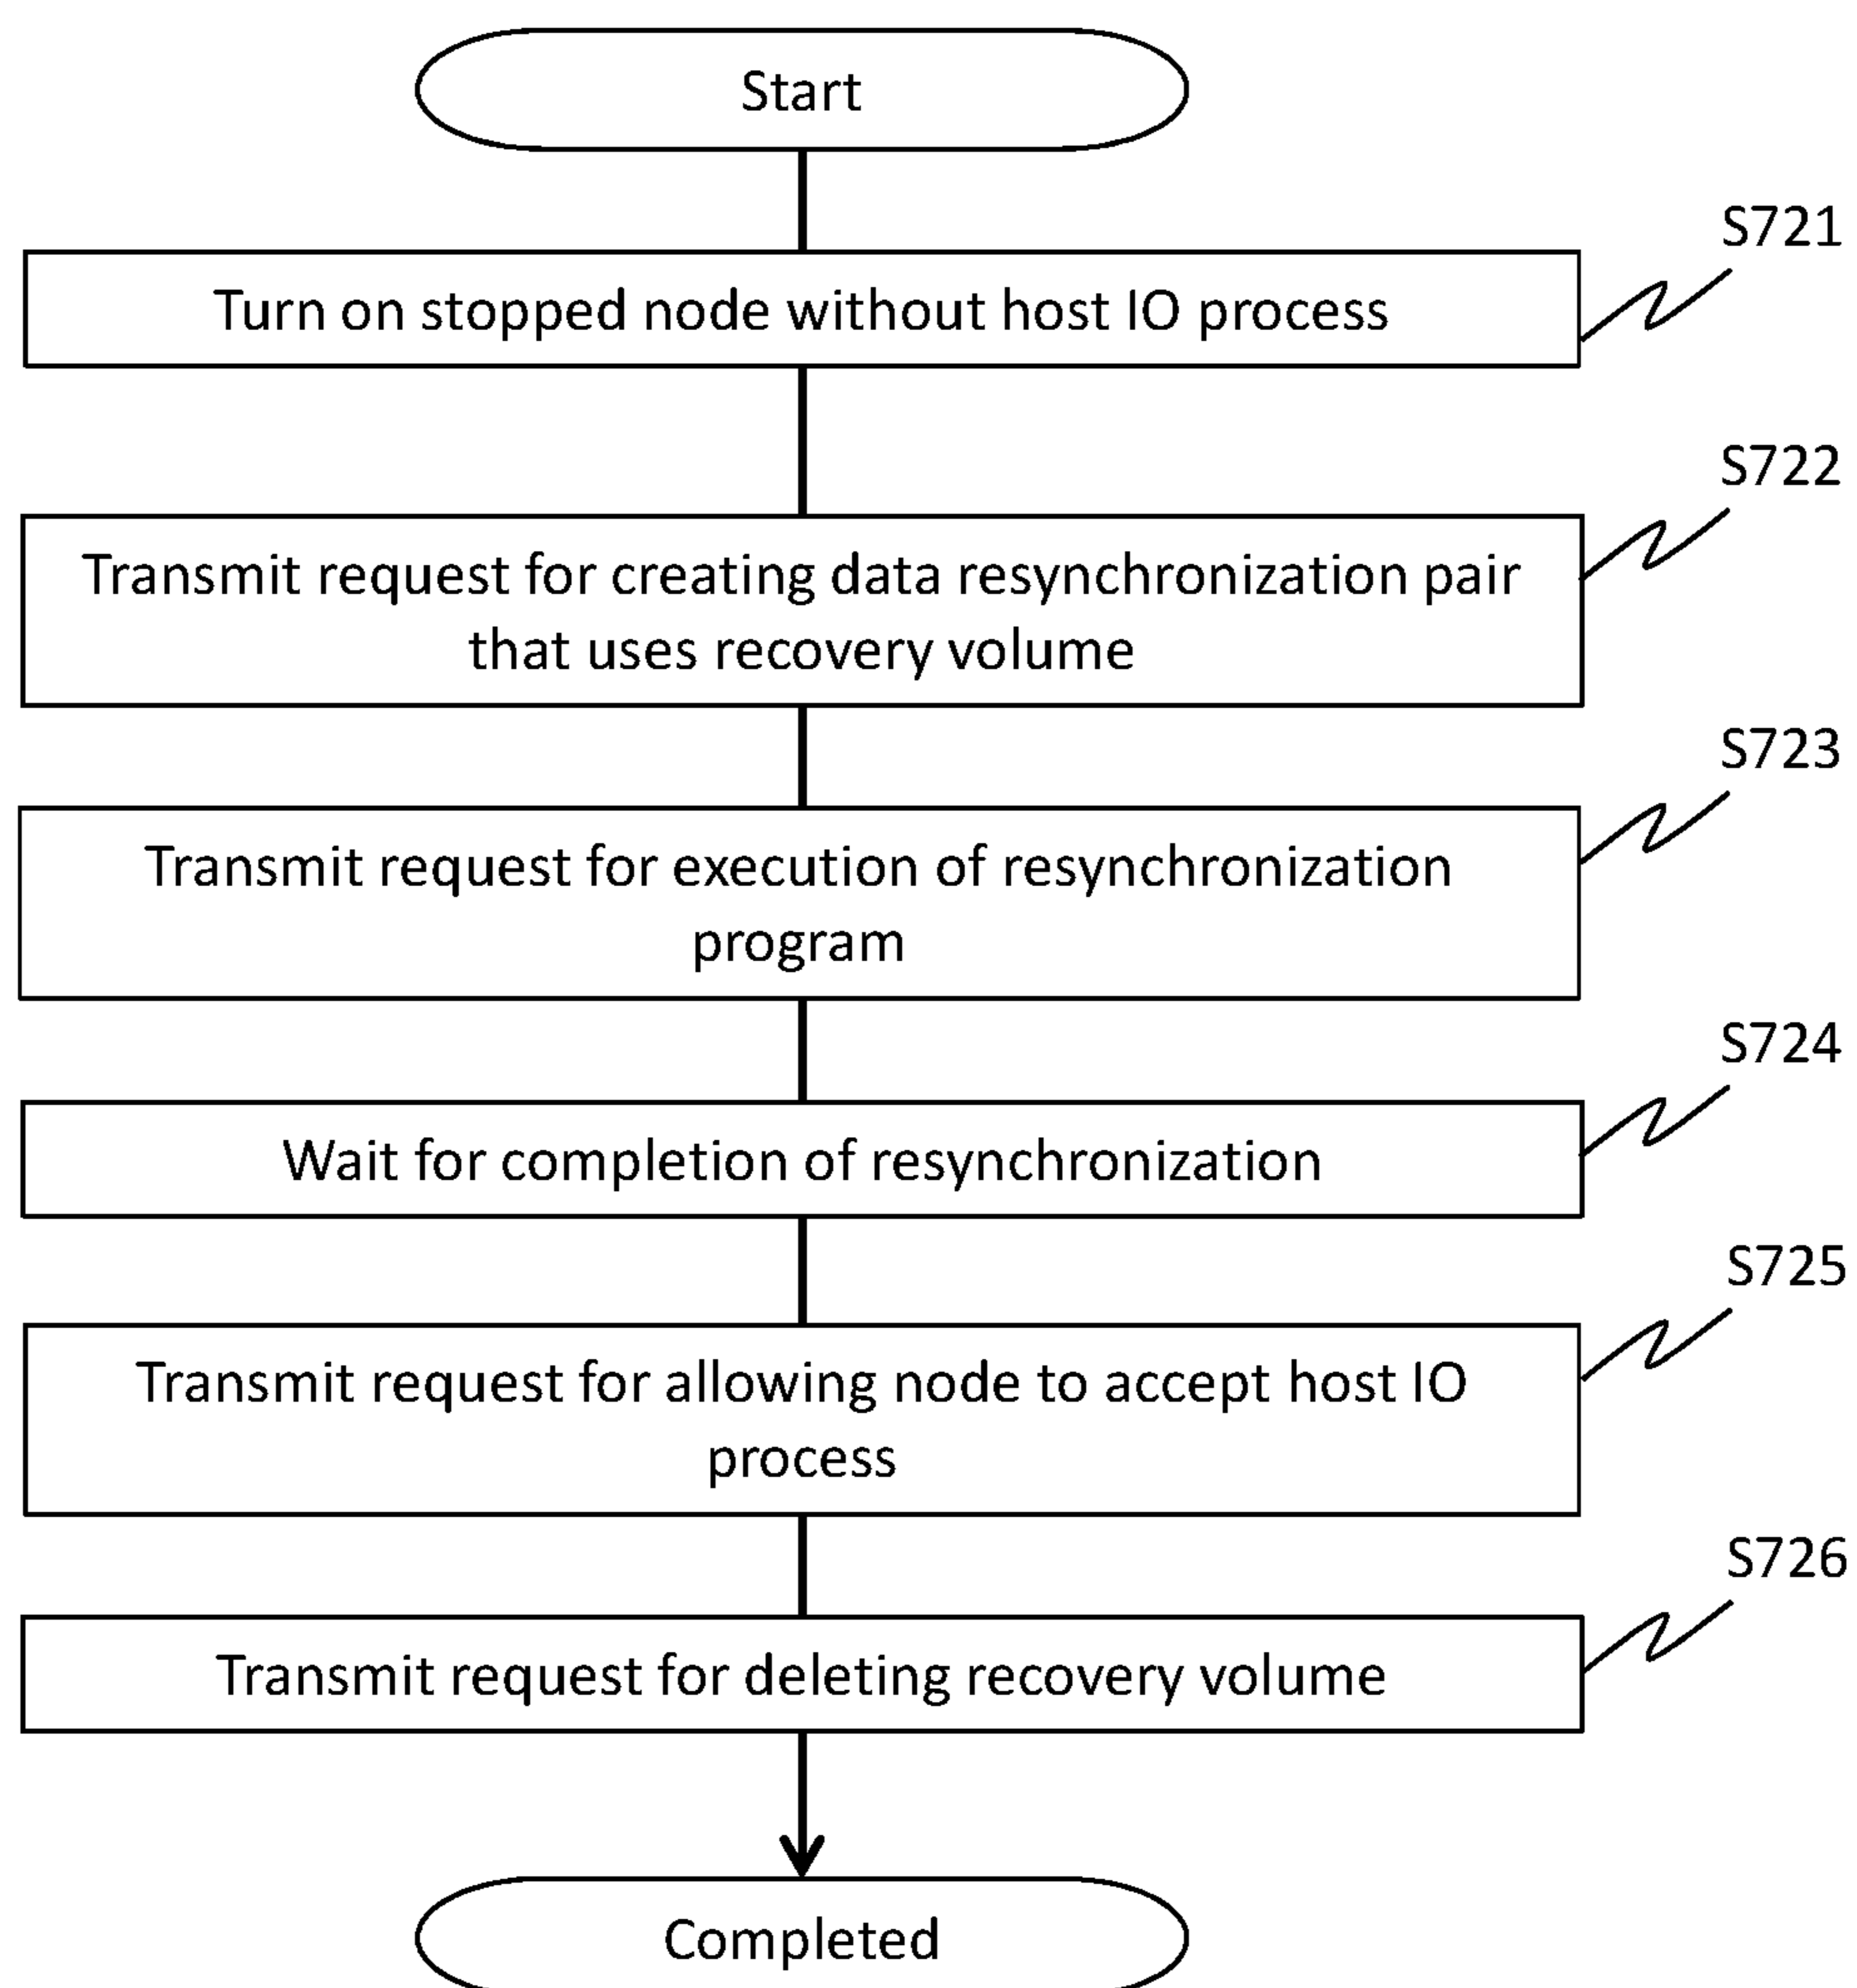 Start
S721
Turn on stopped node without host IO process
S722
Transmit request for creating data resynchronization pair
that uses recovery volume
S723
Transmit request for execution of resynchronization
program
S724
Wait for completion of resynchronization
S725
Transmit request for allowing node to accept host IO
process
S726
Transmit request for deleting recovery volume
Completed